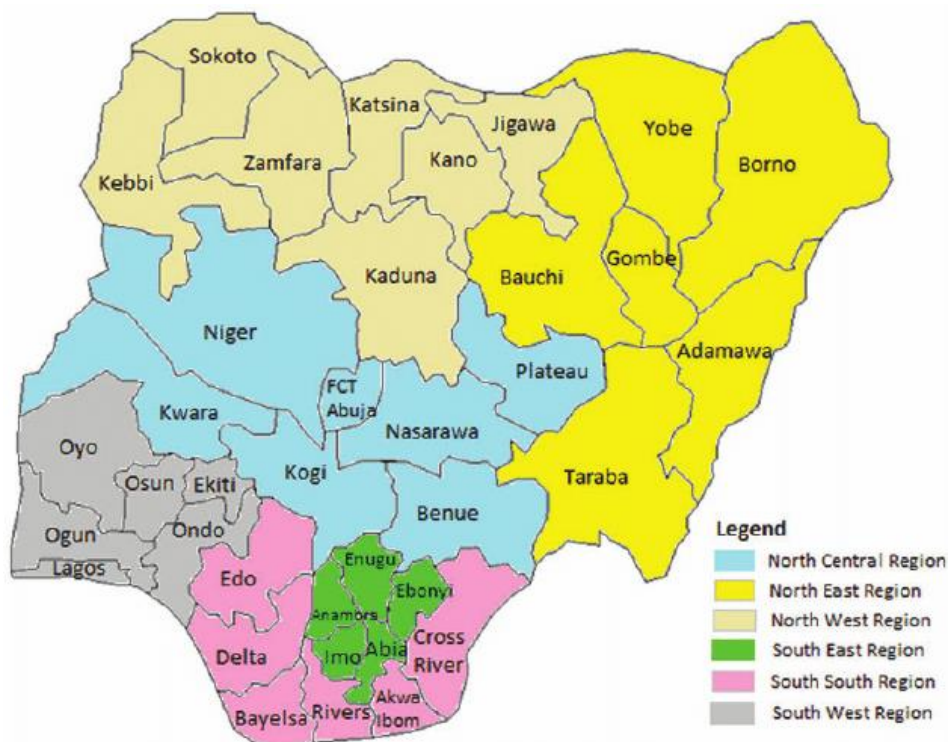 Sokoto
Katsina
Jigawa
Yobe
Borno
Kano
Zamfara
Kebbi
Kaduna
Bauchi
Gombe
Niger
Adamawa
Plateau
FCT
Abuja
Kwara
Nasarawa
Oyo
Kogi
Taraba
Osun
Ekiti
Benue
Ondo
Ogun
Lagos
Edo
Enugu
Ebonyi
Anamors
Delta
Imo
Abia
Cross
River
Bayelsa
Rivers
Akwa
Ibom
Legend
North Central Region
North East Region
North West Region
South East Region
South South Region
South West Region